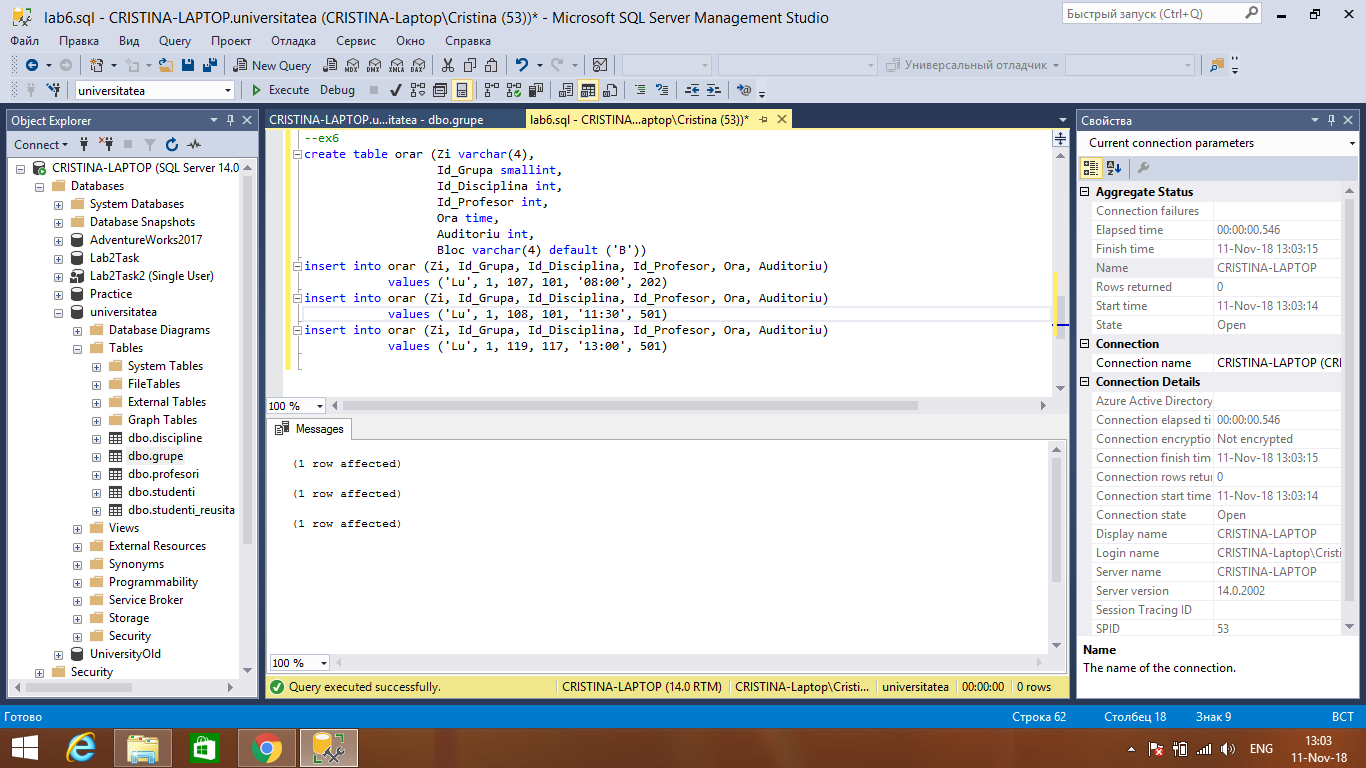 lab6.sql - CRISTINA-LAPTOP.universitatea (CRISTINA-Laptop\Cristina (53))* - Microsoft SQL Server Management Studio
Быстрый запуск (Ctrl+Q)
Файл Правка Вид Query Проект Отладка Сервис Окно Справка
New Query MDX DMX XMLA DAX Универсальный отладчик
universitatea Execute Debug
Object Explorer
Connect
CRISTINA-LAPTOP (SQL Server 14.0
Databases
System Databases
Database Snapshots
AdventureWorks2017
Lab2Task
Lab2Task2 (Single User)
Practice
universitatea
Database Diagrams
Tables
System Tables
FileTables
External Tables
Graph Tables
dbo.discipline
dbo.grupe
dbo.profesori
dbo.studenti
dbo.studenti_reusita
Views
External Resources
Synonyms
Programmability
Service Broker
Storage
Security
UniversityOld
Security
CRISTINA-LAPTOP.u...itatea - dbo.grupe
lab6.sql - CRISTINA...aptop\Cristina (53))*
--ex6
create table orar (Zi varchar(4),
Id_Grupa smallint,
Id_Disciplina int,
Id_Profesor int,
Ora time,
Auditoriu int,
Bloc varchar(4) default ('B'))
insert into orar (Zi, Id_Grupa, Id_Disciplina, Id_Profesor, Ora, Auditoriu)
values ('Lu', 1, 107, 101, '08:00', 202)
insert into orar (Zi, Id_Grupa, Id_Disciplina, Id_Profesor, Ora, Auditoriu)
values ('Lu', 1, 108, 101, '11:30', 501)
insert into orar (Zi, Id_Grupa, Id_Disciplina, Id_Profesor, Ora, Auditoriu)
values ('Lu', 1, 119, 117, '13:00', 501)
100 %
Messages
(1 row affected)
(1 row affected)
(1 row affected)
100 %
Query executed successfully.
CRISTINA-LAPTOP (14.0 RTM)
CRISTINA-Laptop\Cristi...
universitatea
00:00:00
0 rows
Свойства
Current connection parameters
Aggregate Status
Connection failures
Elapsed time 00:00:00.546
Finish time 11-Nov-18 13:03:15
Name CRISTINA-LAPTOP
Rows returned 0
Start time 11-Nov-18 13:03:14
State Open
Connection
Connection name CRISTINA-LAPTOP (CRI
Connection Details
Azure Active Directory
Connection elapsed ti 00:00:00.546
Connection encryptio Not encrypted
Connection finish tim 11-Nov-18 13:03:15
Connection rows retur 0
Connection start time 11-Nov-18 13:03:14
Connection state Open
Display name CRISTINA-LAPTOP
Login name CRISTINA-Laptop\Cristi
Server name CRISTINA-LAPTOP
Server version 14.0.2002
Session Tracing ID
SPID 53
Name
The name of the connection.
Готово Строка 62 Столбец 18 Знак 9 ВСТ
ENG
13:03
11-Nov-18